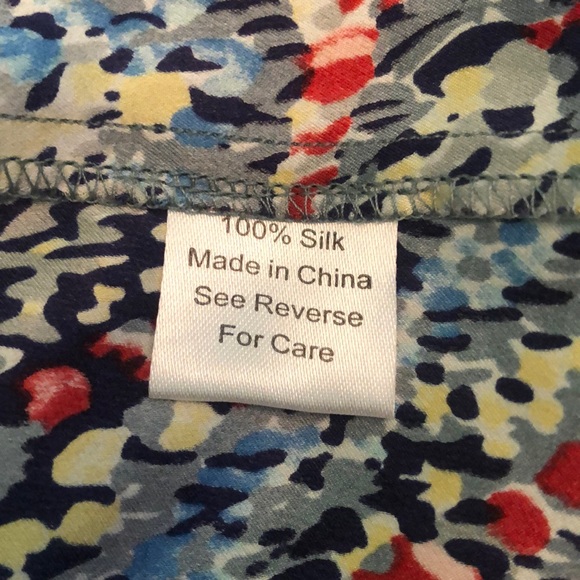 100% Silk
Made in China
See Reverse
For Care